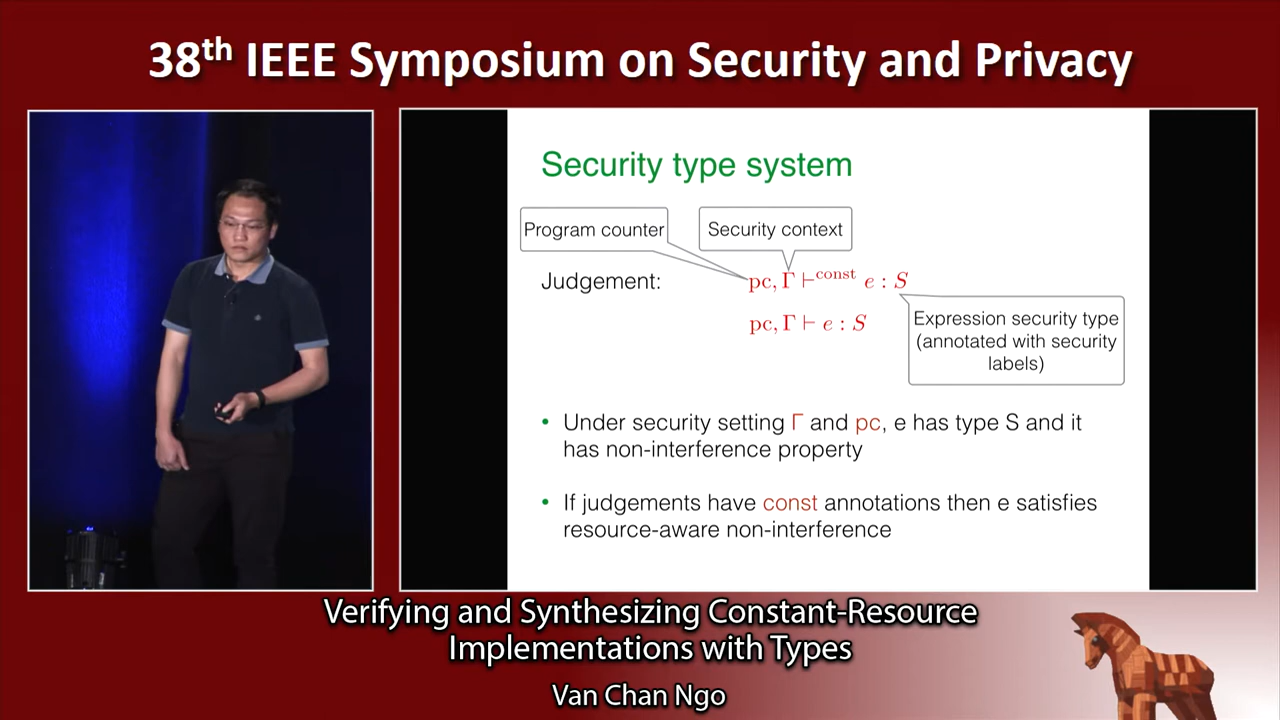 38th IEEE Symposium on Security and Privacy
Security type system
Program counter
Security context
Judgement:
pc, Γ ⊢const e : S
pc, Γ ⊢ e : S
Expression security type
(annotated with security
labels)
• Under security setting Γ and pc, e has type S and it
has non-interference property
• If judgements have const annotations then e satisfies
resource-aware non-interference
Verifying and Synthesizing Constant-Resource
Implementations with Types
Van Chan Ngo